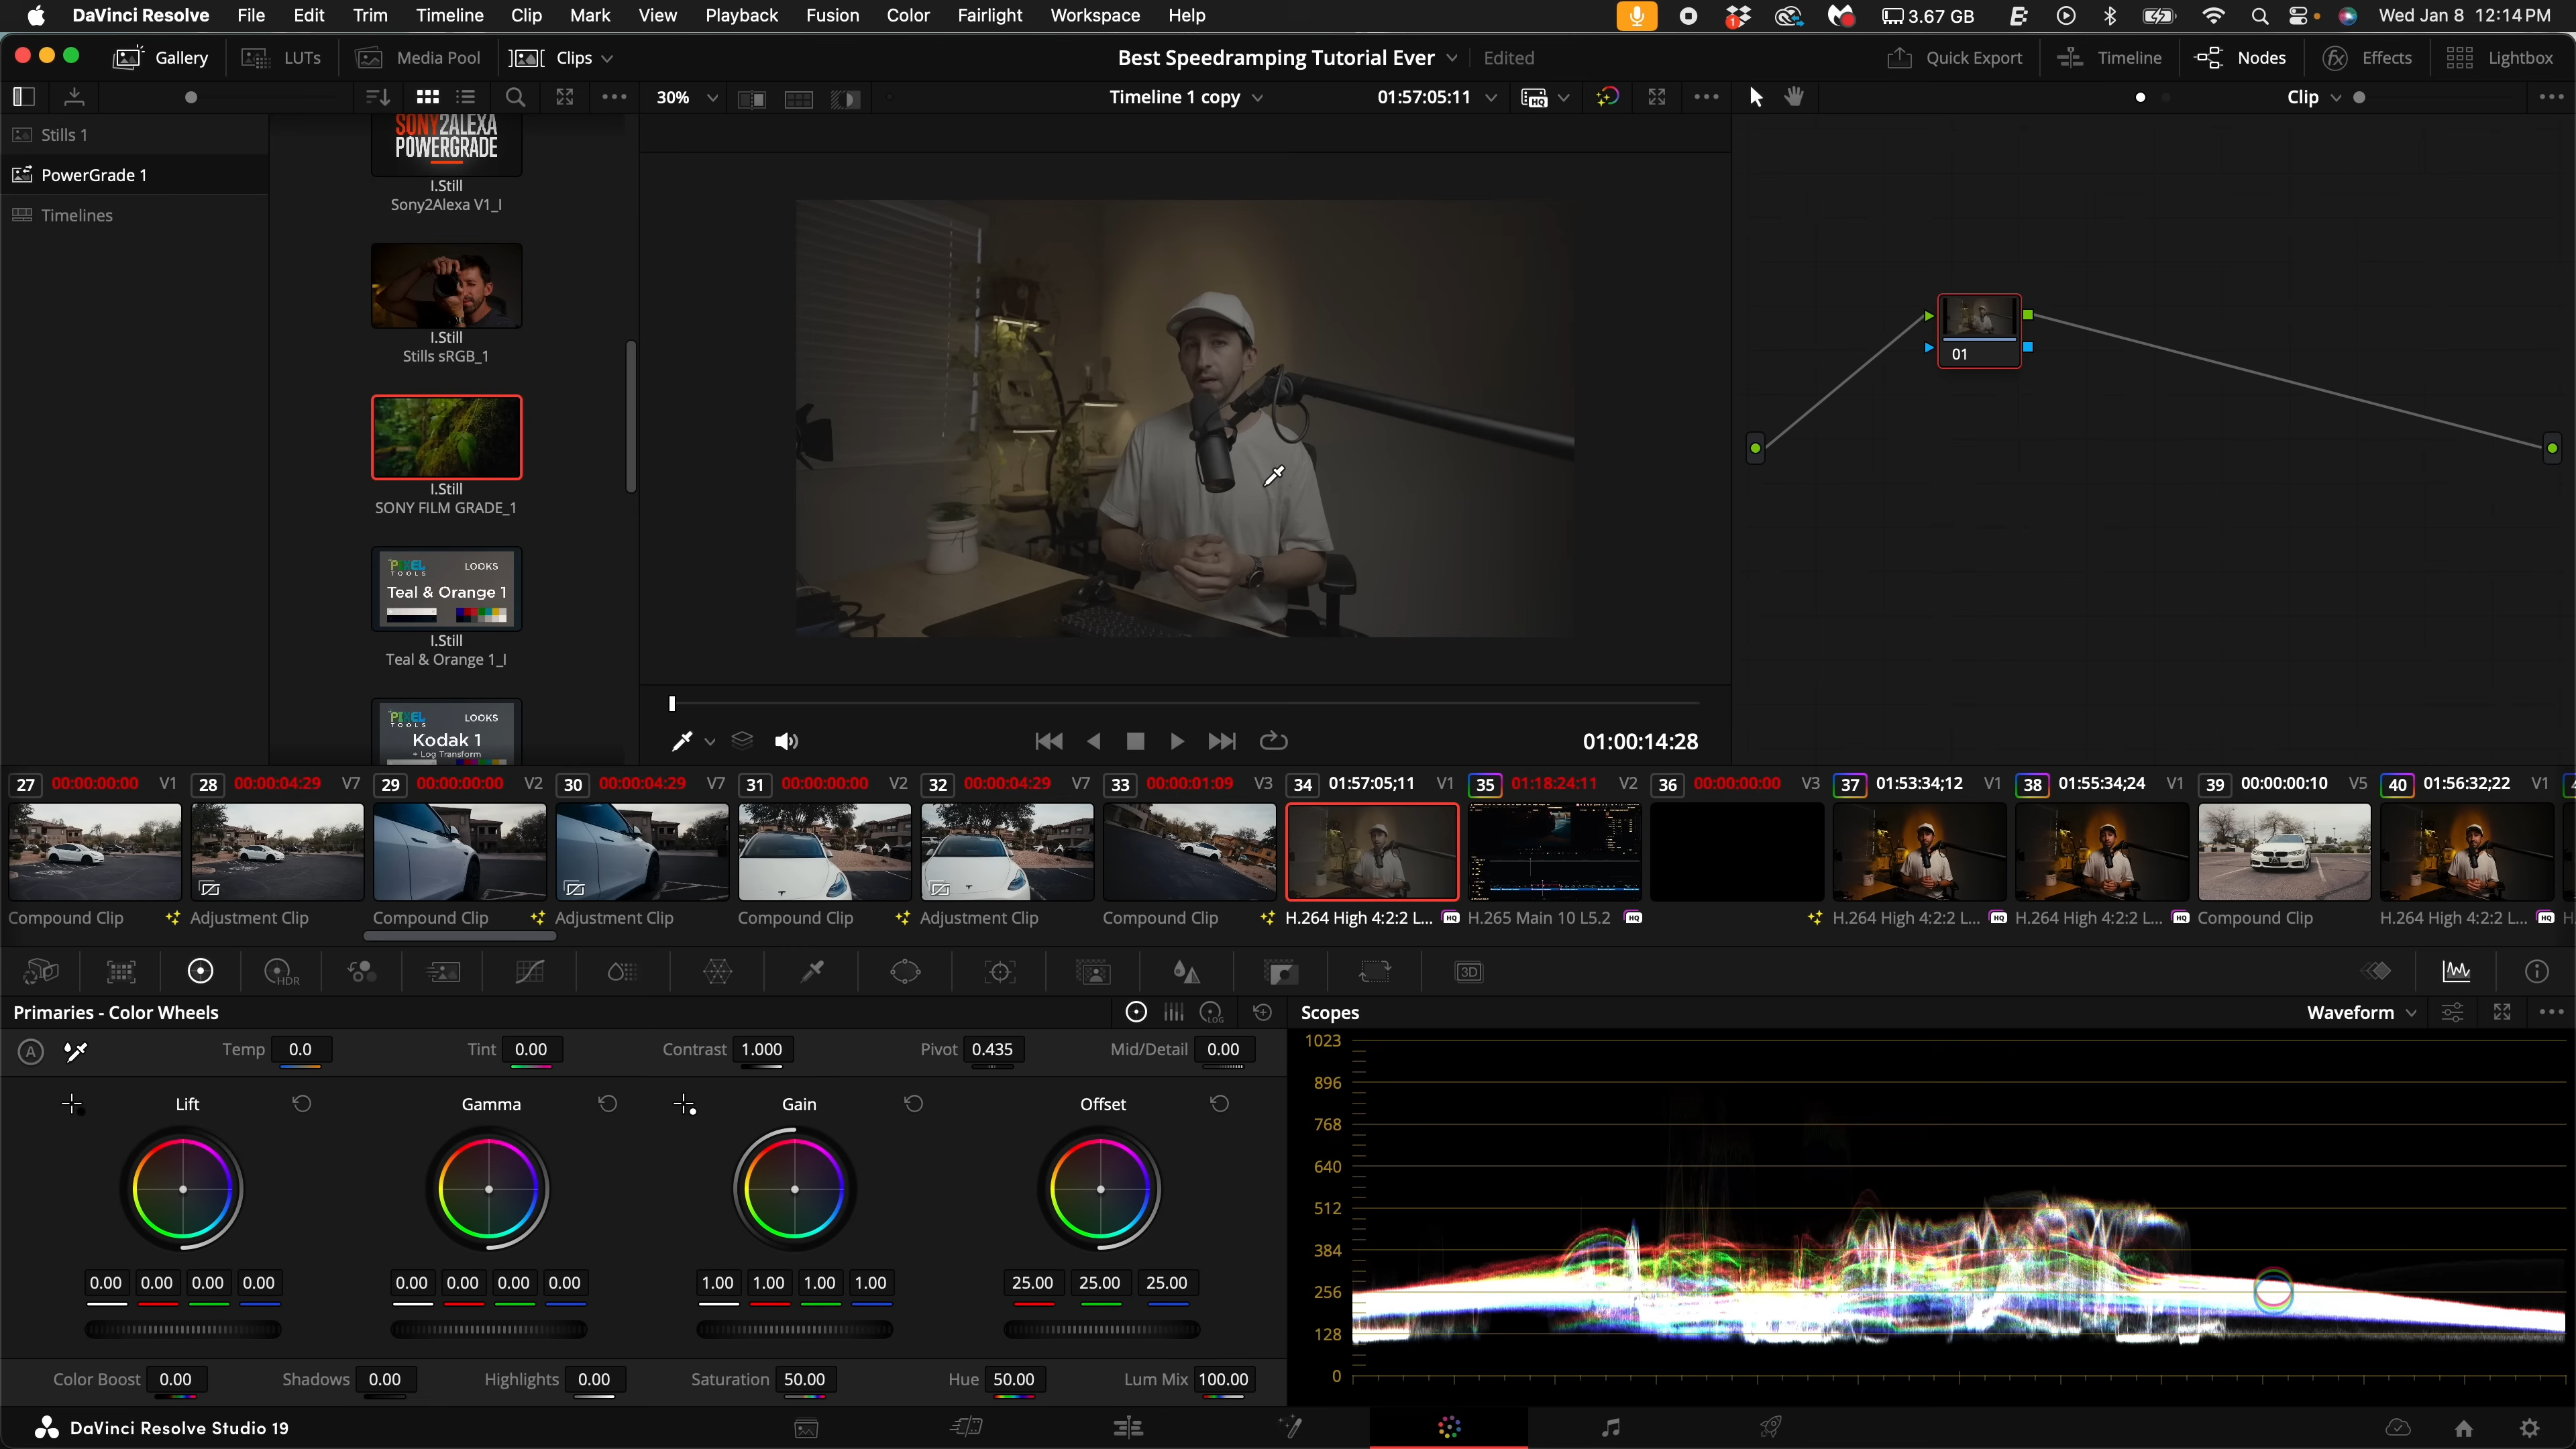 DaVinci Resolve File Edit Trim Timeline Clip Mark View Playback Fusion Color Fairlight Workspace Help 1 3.67 GB Wed Jan 8 12:14 PM
Gallery LUTs Media Pool Clips Best Speedramping Tutorial Ever Edited Quick Export Timeline Nodes Effects Lightbox
30% Timeline 1 copy 01:57:05:11 HQ Clip
Stills 1
PowerGrade 1
Timelines
SONY2ALEXA
POWERGRADE
I.Still
Sony2Alexa V1_I
I.Still
Stills sRGB_1
I.Still
SONY FILM GRADE_1
PIXEL TOOLS LOOKS
Teal & Orange 1
I.Still
Teal & Orange 1_I
PIXEL TOOLS LOOKS
Kodak 1
+ Log Transform
01
01:00:14:28
27 00:00:00:00 V1 28 00:00:04:29 V7 29 00:00:00:00 V2 30 00:00:04:29 V7 31 00:00:00:00 V2 32 00:00:04:29 V7 33 00:00:01:09 V3 34 01:57:05;11 V1 35 01:18:24:11 V2 36 00:00:00:00 V3 37 01:53:34;12 V1 38 01:55:34;24 V1 39 00:00:00:10 V5 40 01:56:32;22 V1
Compound Clip Adjustment Clip Compound Clip Adjustment Clip Compound Clip Adjustment Clip Compound Clip H.264 High 4:2:2 L... HQ H.265 Main 10 L5.2 HQ H.264 High 4:2:2 L... HQ H.264 High 4:2:2 L... HQ Compound Clip H.264 High 4:2:2 L... HQ
HDR 3D
Primaries - Color Wheels LOG Scopes Waveform
A Temp 0.0 Tint 0.00 Contrast 1.000 Pivot 0.435 Mid/Detail 0.00
Lift Gamma Gain Offset
0.00 0.00 0.00 0.00 0.00 0.00 0.00 0.00 1.00 1.00 1.00 1.00 25.00 25.00 25.00
Color Boost 0.00 Shadows 0.00 Highlights 0.00 Saturation 50.00 Hue 50.00 Lum Mix 100.00
1023
896
768
640
512
384
256
128
0
DaVinci Resolve Studio 19